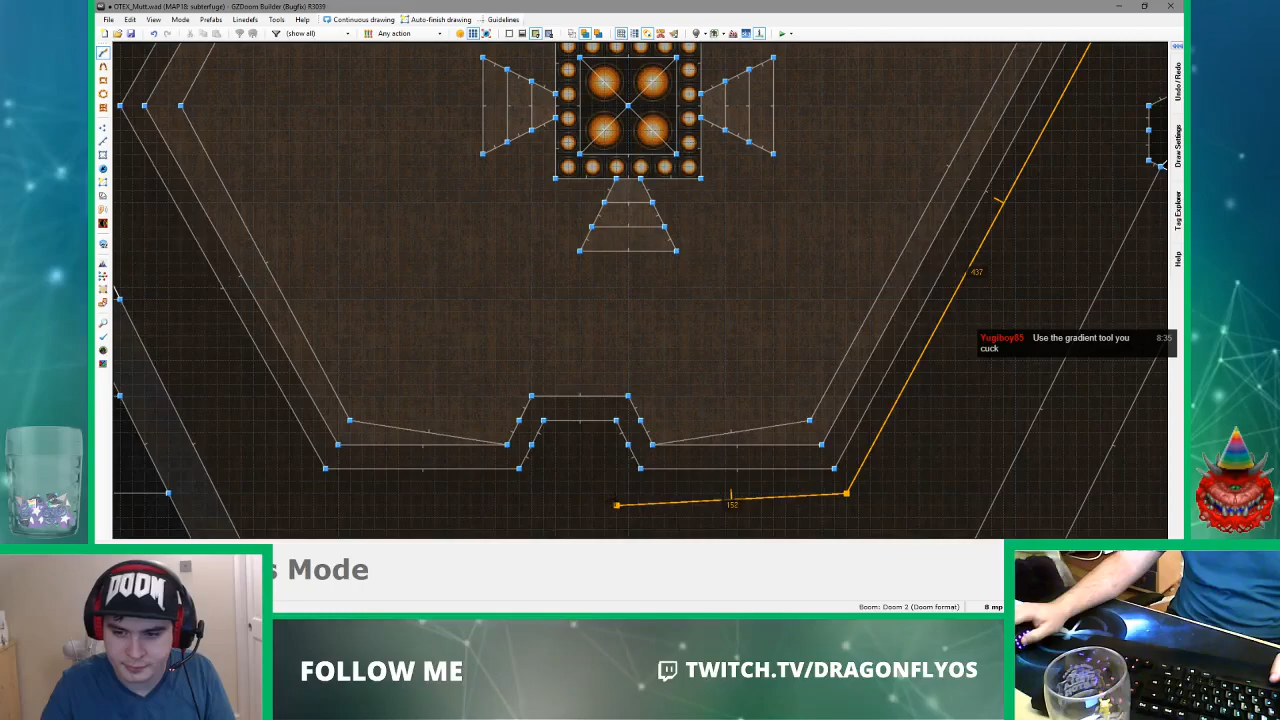 OTEX_Mutt.wad (MAP18: subterfuge) - GZDoom Builder (Bugfix) R3039
File Edit View Mode Prefabs Tools Help Continuous drawing Auto-finish drawing Guidelines
(show all) Any action
Undo / Redo
Draw Settings
Tag Explorer
Help
437
Yugiboy85 Use the gradient tool you 8:35
cuck
152
s Mode
Boom: Doom 2 (Doom format) 8 mp
DOOM
FOLLOW ME
TWITCH.TV/DRAGONFLYOS